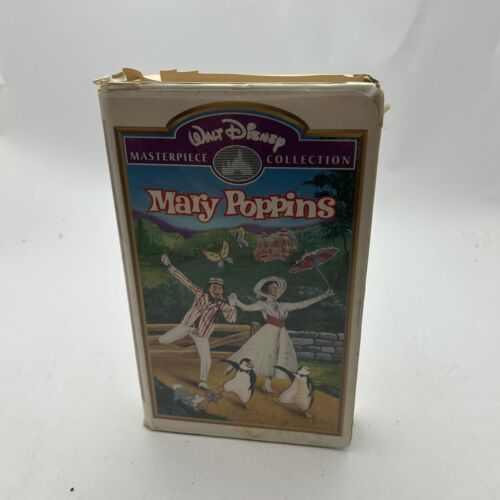 WALT DISNEY
MASTERPIECE COLLECTION
Mary Poppins